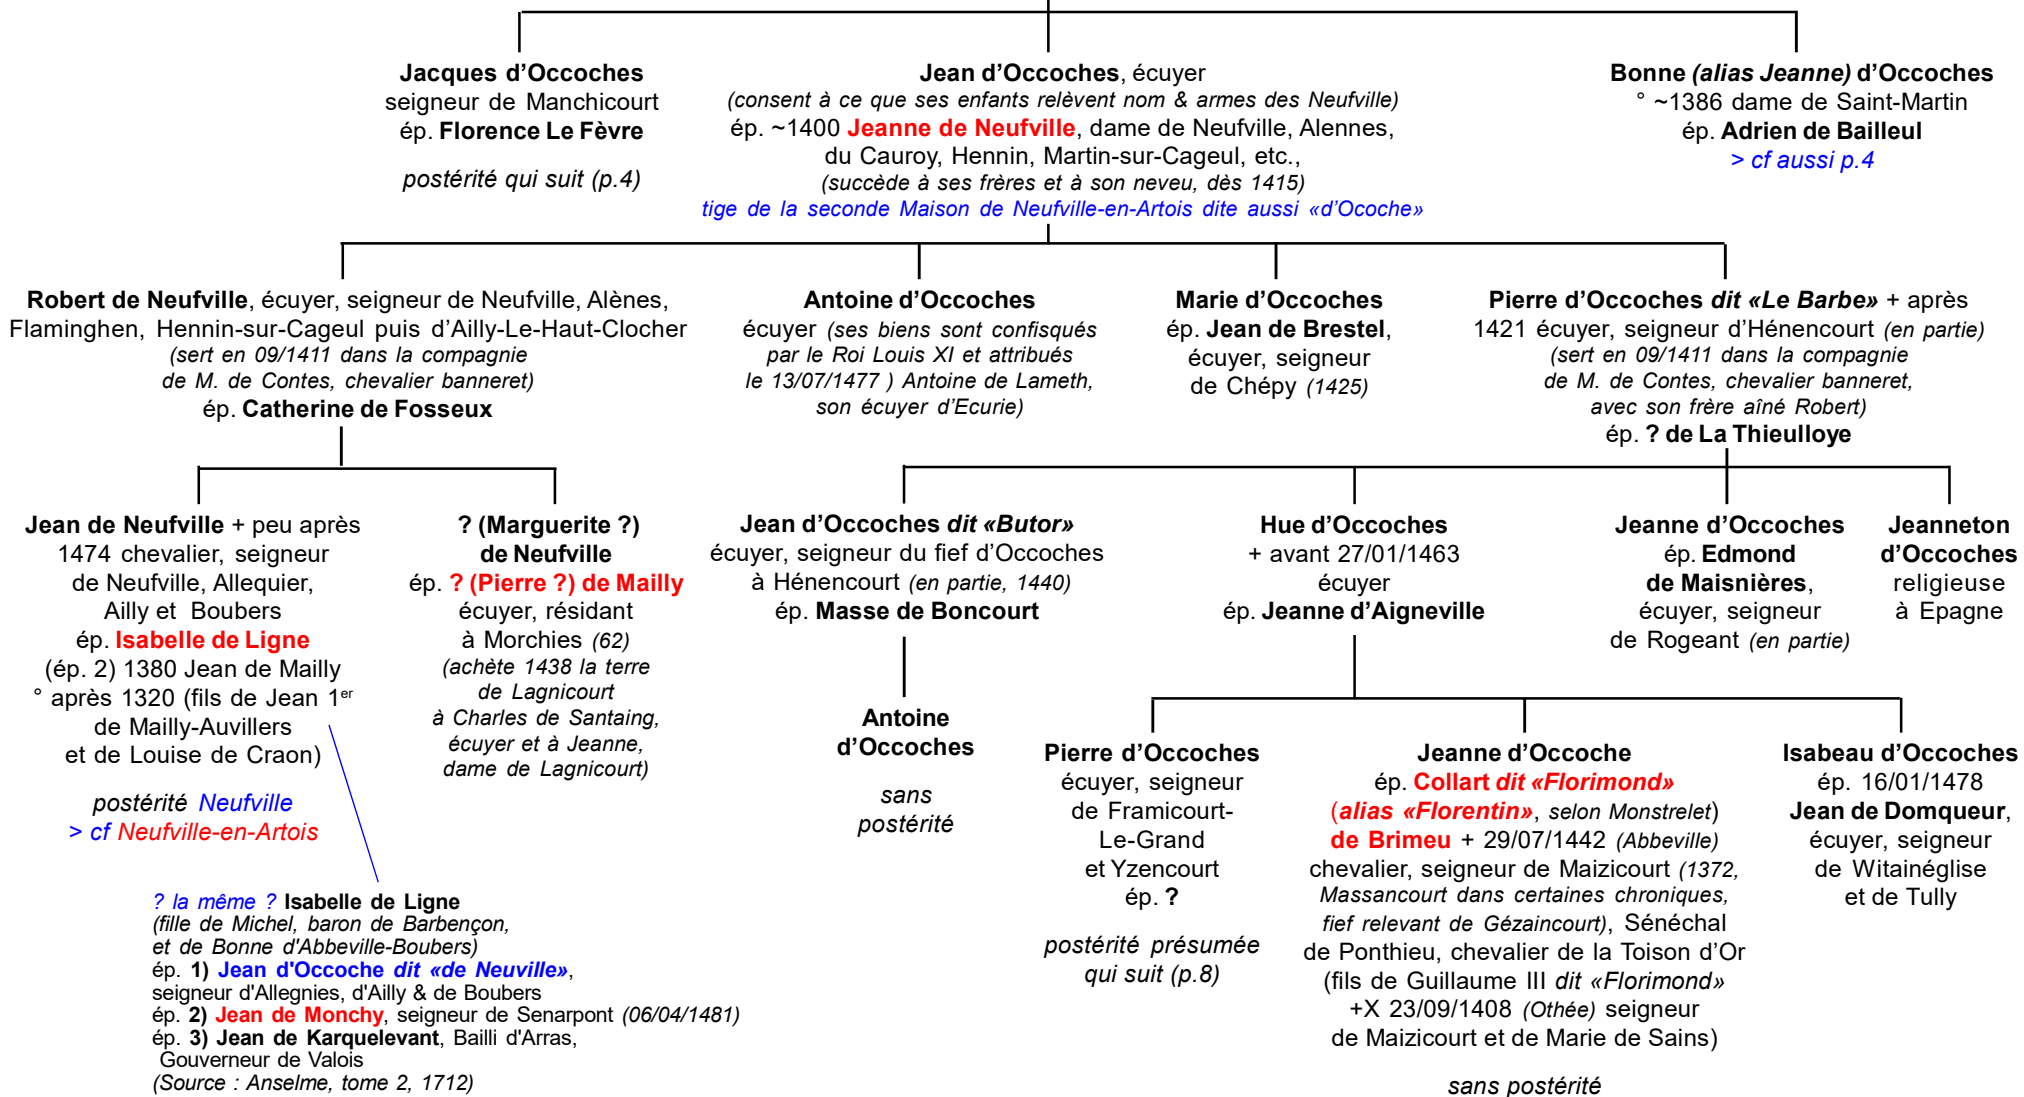 Jacques d’Occoches
seigneur de Manchicourt
ép. Florence Le Fèvre
postérité qui suit (p.4)
Jean d’Occoches, écuyer
(consent à ce que ses enfants relèvent nom & armes des Neufville)
ép. ~1400 Jeanne de Neufville, dame de Neufville, Alennes,
du Cauroy, Hennin, Martin-sur-Cageul, etc.,
(succède à ses frères et à son neveu, dès 1415)
tige de la seconde Maison de Neufville-en-Artois dite aussi «d’Ocoche»
Bonne (alias Jeanne) d’Occoches
° ~1386 dame de Saint-Martin
ép. Adrien de Bailleul
> cf aussi p.4
Robert de Neufville, écuyer, seigneur de Neufville, Alènes,
Flaminghen, Hennin-sur-Cageul puis d’Ailly-Le-Haut-Clocher
(sert en 09/1411 dans la compagnie
de M. de Contes, chevalier banneret)
ép. Catherine de Fosseux
Antoine d’Occoches
écuyer (ses biens sont confisqués
par le Roi Louis XI et attribués
le 13/07/1477 ) Antoine de Lameth,
son écuyer d’Ecurie)
Marie d’Occoches
ép. Jean de Brestel,
écuyer, seigneur
de Chépy (1425)
Pierre d’Occoches dit «Le Barbe» + après
1421 écuyer, seigneur d’Hénencourt (en partie)
(sert en 09/1411 dans la compagnie
de M. de Contes, chevalier banneret,
avec son frère aîné Robert)
ép. ? de La Thieulloye
Jean de Neufville + peu après
1474 chevalier, seigneur
de Neufville, Allequier,
Ailly et Boubers
ép. Isabelle de Ligne
(ép. 2) 1380 Jean de Mailly
° après 1320 (fils de Jean 1er
de Mailly-Auvillers
et de Louise de Craon)
postérité Neufville
> cf Neufville-en-Artois
? (Marguerite ?)
de Neufville
ép. ? (Pierre ?) de Mailly
écuyer, résidant
à Morchies (62)
(achète 1438 la terre
de Lagnicourt
à Charles de Santaing,
écuyer et à Jeanne,
dame de Lagnicourt)
Jean d’Occoches dit «Butor»
écuyer, seigneur du fief d’Occoches
à Hénencourt (en partie, 1440)
ép. Masse de Boncourt
Hue d’Occoches
+ avant 27/01/1463
écuyer
ép. Jeanne d’Aigneville
Jeanne d’Occoches
ép. Edmond
de Maisnières,
écuyer, seigneur
de Rogeant (en partie)
Jeanneton
d’Occoches
religieuse
à Epagne
Antoine
d’Occoches
sans
postérité
Pierre d’Occoches
écuyer, seigneur
de Framicourt-
Le-Grand
et Yzencourt
ép. ?
postérité présumée
qui suit (p.8)
Jeanne d’Occoche
ép. Collart dit «Florimond»
(alias «Florentin», selon Monstrelet)
de Brimeu + 29/07/1442 (Abbeville)
chevalier, seigneur de Maizicourt (1372,
Massancourt dans certaines chroniques,
fief relevant de Gézaincourt), Sénéchal
de Ponthieu, chevalier de la Toison d’Or
(fils de Guillaume III dit «Florimond»
+X 23/09/1408 (Othée) seigneur
de Maizicourt et de Marie de Sains)
sans postérité
Isabeau d’Occoches
ép. 16/01/1478
Jean de Domqueur,
écuyer, seigneur
de Witainéglise
et de Tully
? la même ? Isabelle de Ligne
(fille de Michel, baron de Barbençon,
et de Bonne d'Abbeville-Boubers)
ép. 1) Jean d'Occoche dit «de Neuville»,
seigneur d'Allegnies, d'Ailly & de Boubers
ép. 2) Jean de Monchy, seigneur de Senarpont (06/04/1481)
ép. 3) Jean de Karquelevant, Bailli d'Arras,
Gouverneur de Valois
(Source : Anselme, tome 2, 1712)